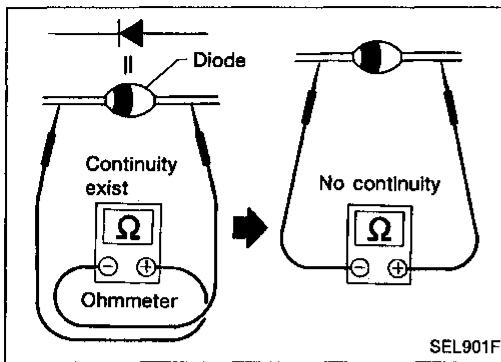 Diode
Continuity
exist
Ω
⊖ ⊕
Ohmmeter
No continuity
Ω
⊖ ⊕
SEL901F